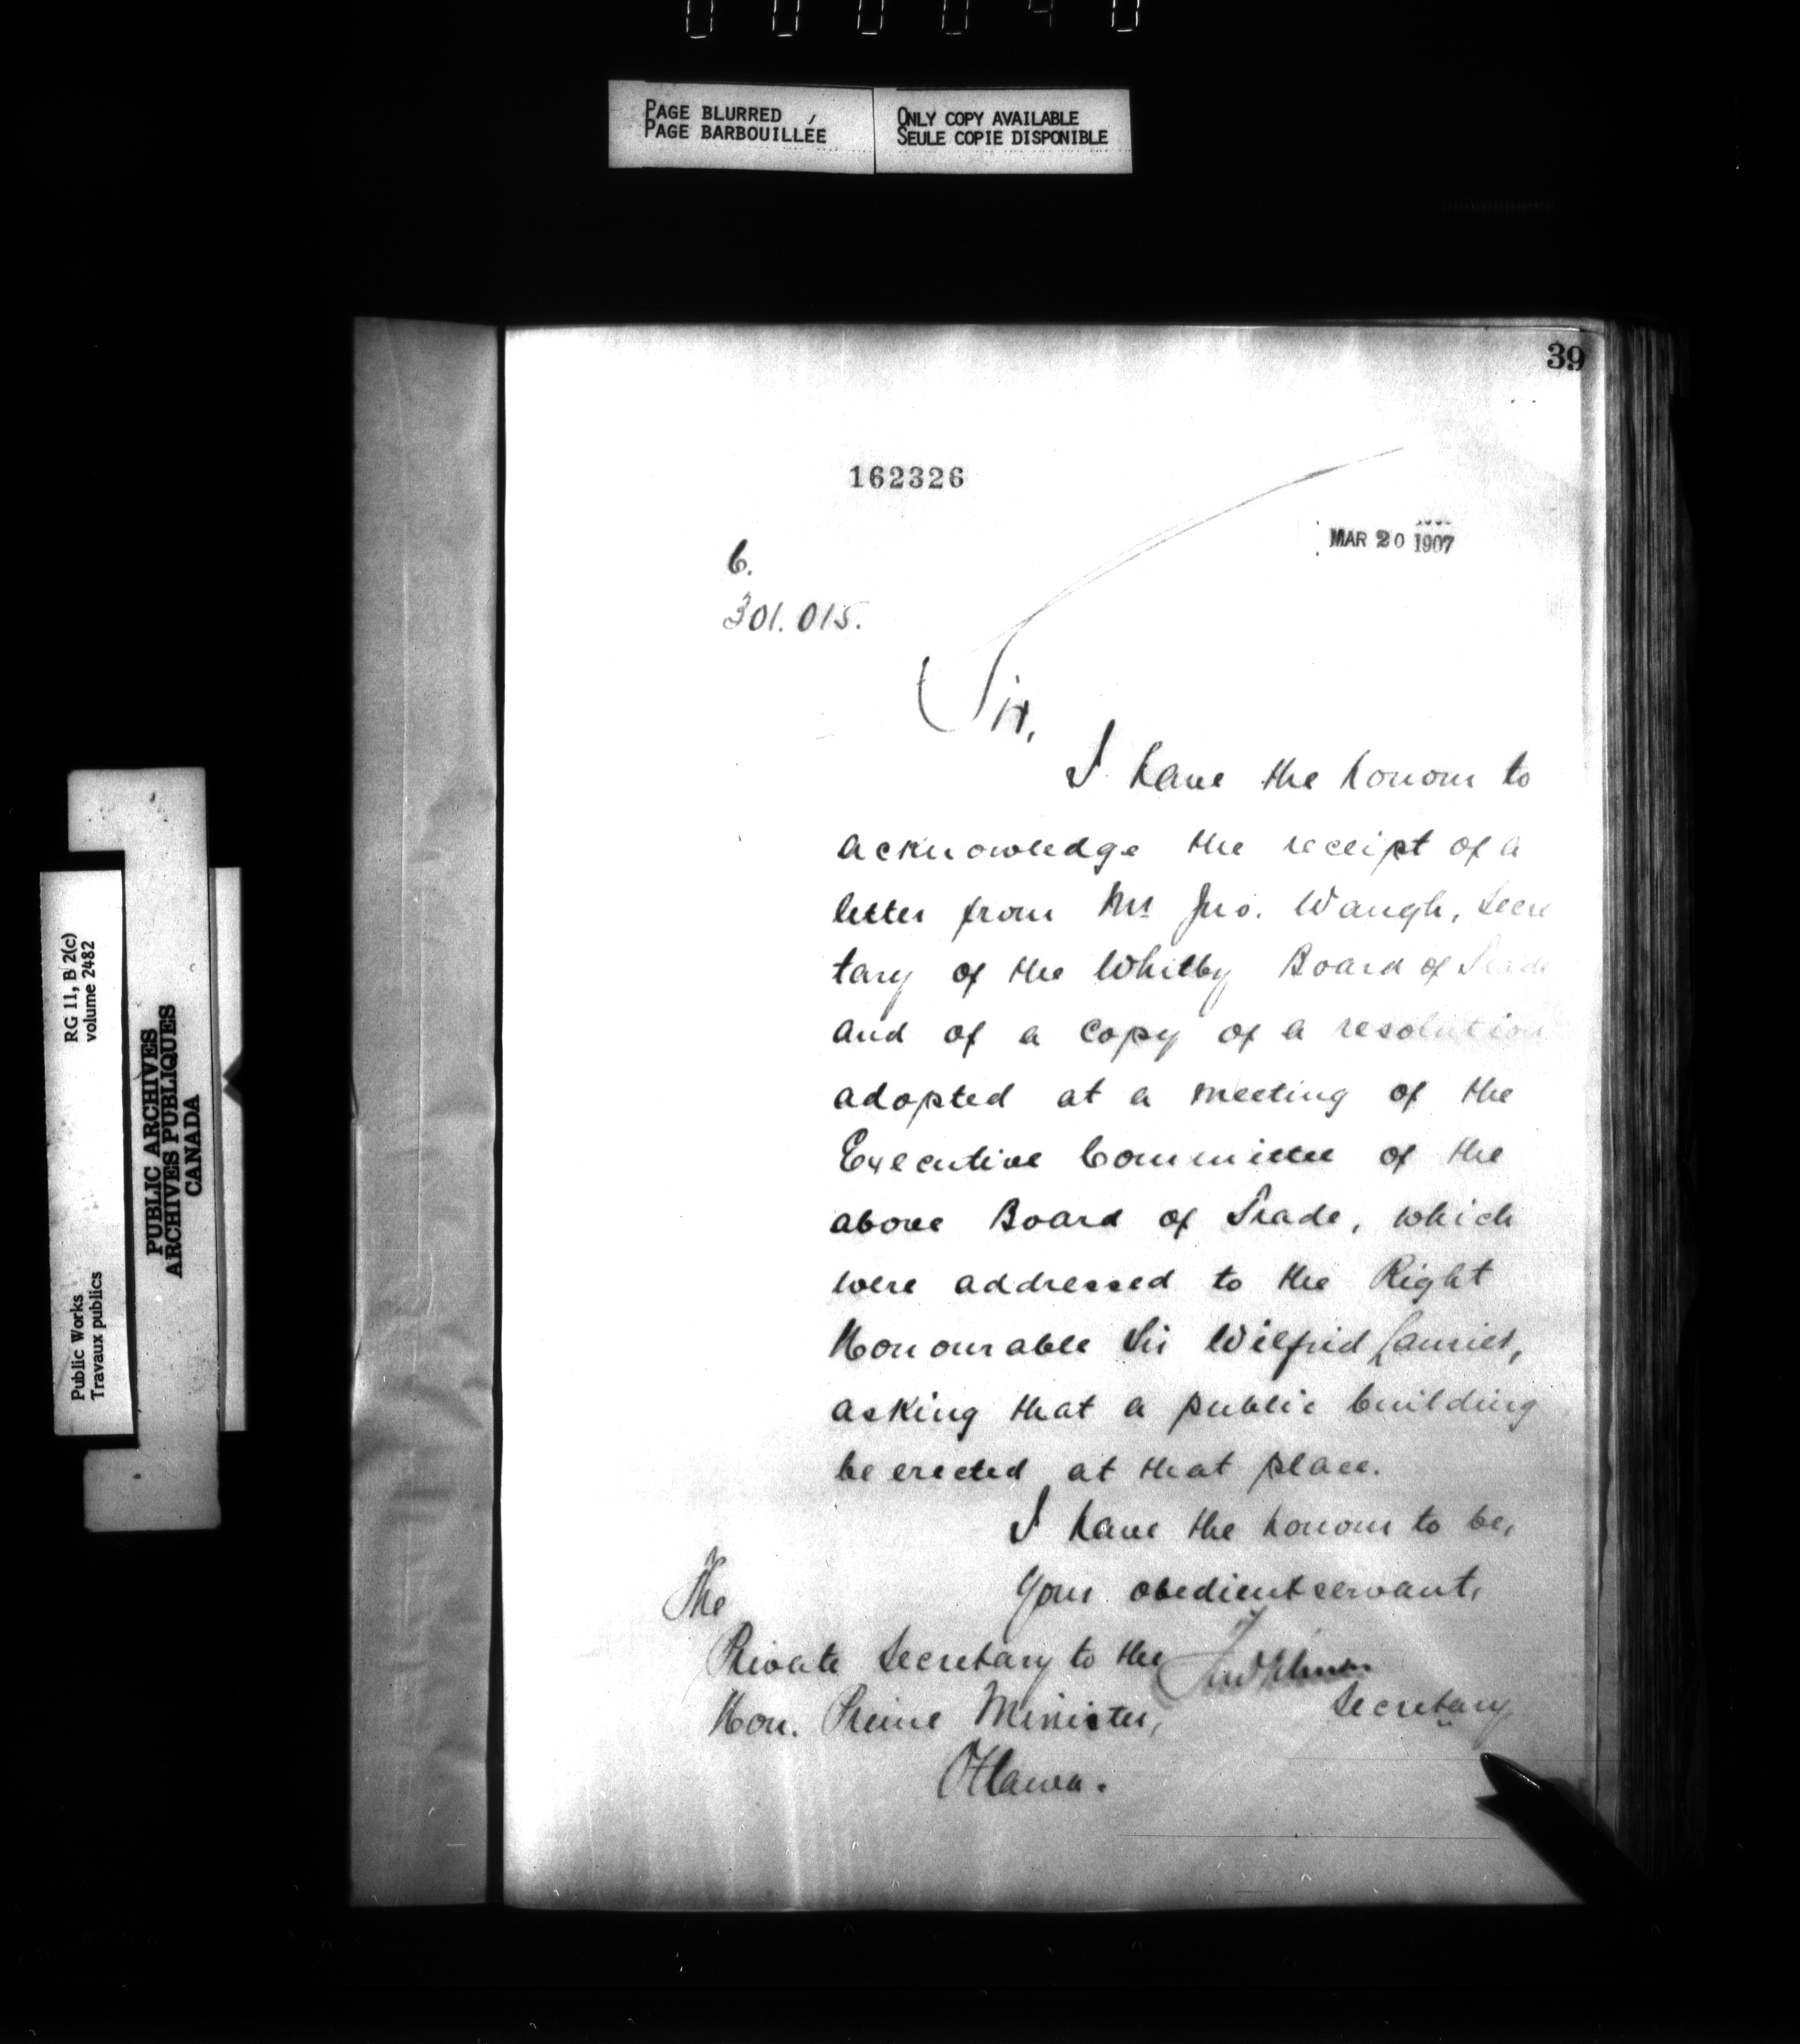 PAGE BLURRED
PAGE BARBOUILLÉE
ONLY COPY AVAILABLE
SEULE COPIE DISPONIBLE
39
162326
MAR 20 1907
C.
301.015.
Sir,
I have the honour to
acknowledge the receipt of a
letter from Mr Jno. Waugh, Secre
tary of the Whitby Board of Trade
and of a copy of a resolution
adopted at a meeting of the
Executive Committee of the
above Board of Trade, which
were addressed to the Right
Honourable Sir Wilfrid Laurier,
asking that a public building
be erected at that place.
I have the honour to be,
Your obedient servant,
Secretary
The
Private Secretary to the
Hon. Prime Minister,
Ottawa.
RG 11, B 2(c)
volume 2482
Public Works
Travaux publics
PUBLIC ARCHIVES
ARCHIVES PUBLIQUES
CANADA